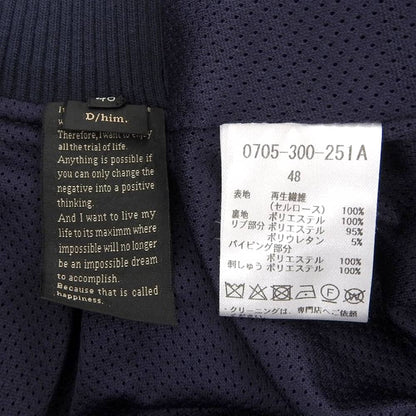 48
D/him.
Therefore, I want to enjoy
all the trial of life.
Anything is possible if
you can only change the
negative into a positive
thinking.
And I want to live my
life to its maximm where
impossible will no longer
be an impossible dream
to accomplish.
Because that is called
happiness.
0705-300-251A
48
表地 再生繊維
(セルロース) 100%
裏地 ポリエステル 100%
リブ部分 ポリエステル 95%
ポリウレタン 5%
パイピング部分
ポリエステル 100%
刺しゅう ポリエステル 100%
クリーニングは、専門店へご依頼